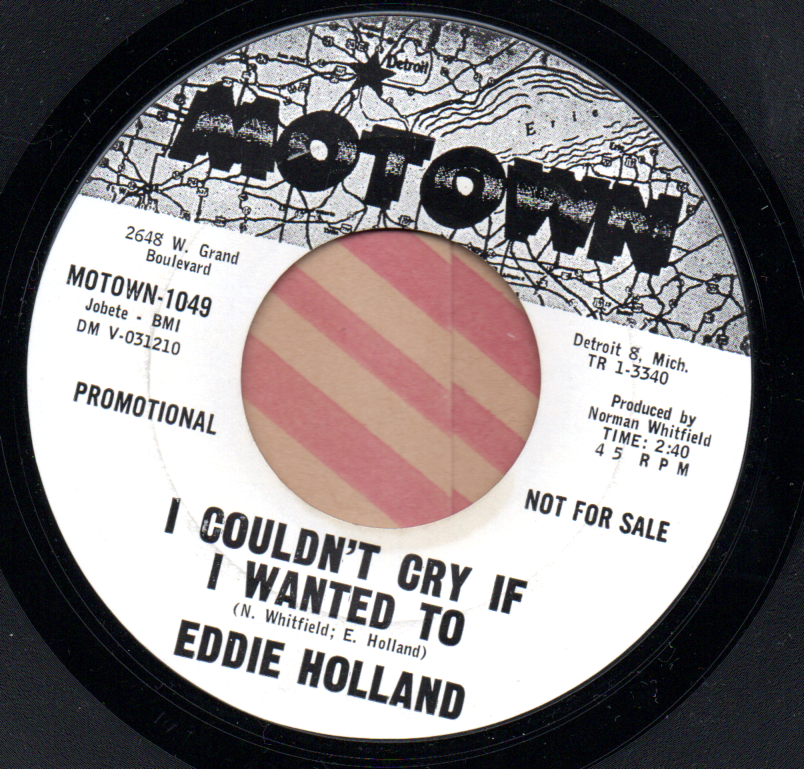 Detroit
Erie
MOTOWN
2648 W. Grand
Boulevard
MOTOWN-1049
Jobete - BMI
DM V-031210
PROMOTIONAL
Detroit 8, Mich.
TR 1-3340
Produced by
Norman Whitfield
TIME: 2:40
45 RPM
NOT FOR SALE
I COULDN'T CRY IF
I WANTED TO
(N. Whitfield; E. Holland)
EDDIE HOLLAND